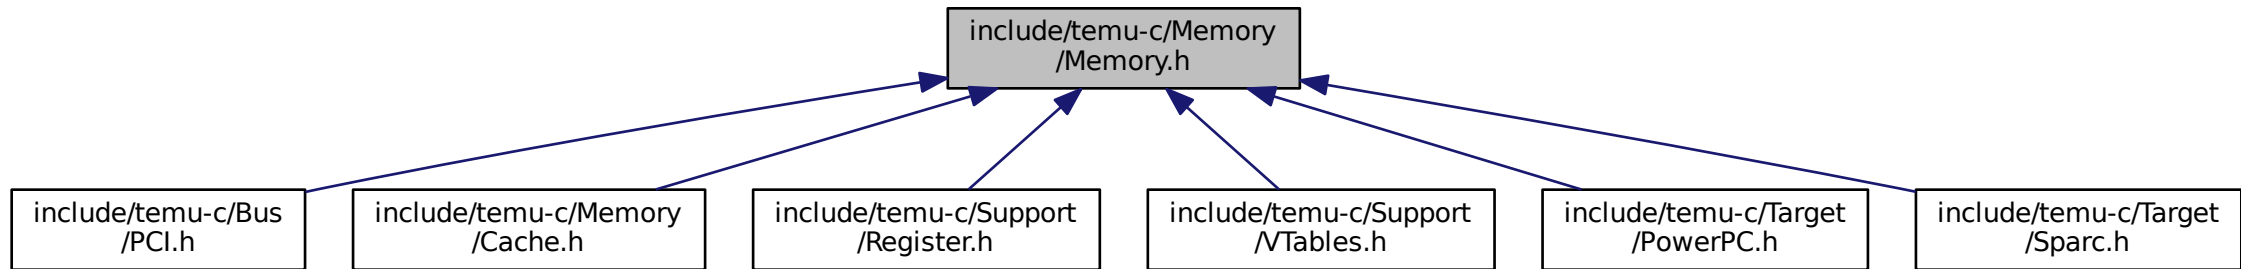 include/temu-c/Memory
/Memory.h
include/temu-c/Bus
/PCI.h
include/temu-c/Memory
/Cache.h
include/temu-c/Support
/Register.h
include/temu-c/Support
/VTables.h
include/temu-c/Target
/PowerPC.h
include/temu-c/Target
/Sparc.h